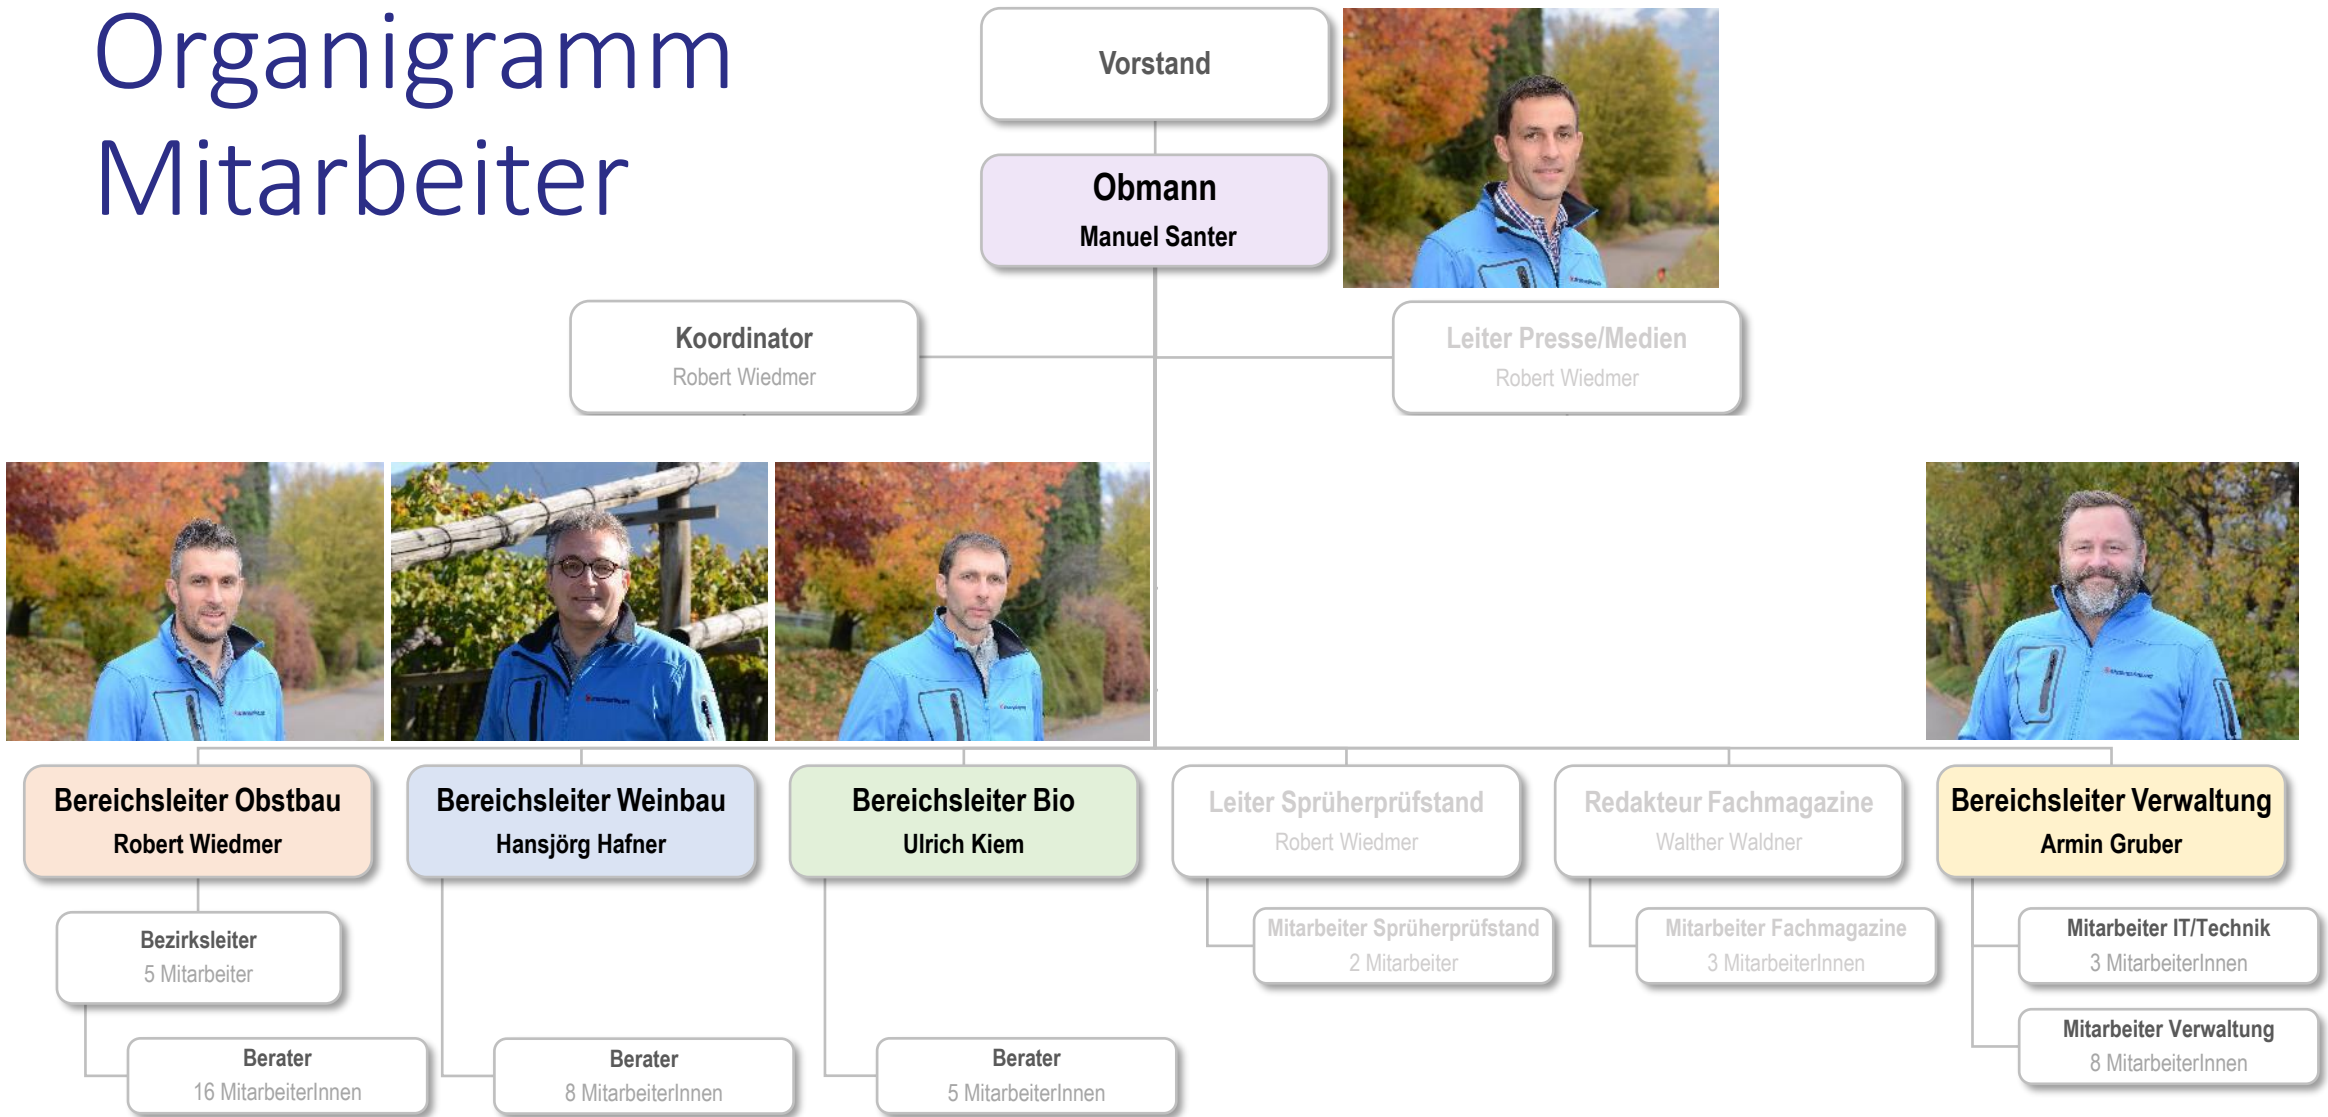 Organigramm
Mitarbeiter
Vorstand
Obmann
Manuel Santer
Koordinator
Robert Wiedmer
Leiter Presse/Medien
Robert Wiedmer
Bereichsleiter Obstbau
Robert Wiedmer
Bereichsleiter Weinbau
Hansjörg Hafner
Bereichsleiter Bio
Ulrich Kiem
Leiter Sprüherprüfstand
Robert Wiedmer
Redakteur Fachmagazine
Walther Waldner
Bereichsleiter Verwaltung
Armin Gruber
Bezirksleiter
5 Mitarbeiter
Mitarbeiter Sprüherprüfstand
2 Mitarbeiter
Mitarbeiter Fachmagazine
3 MitarbeiterInnen
Mitarbeiter IT/Technik
3 MitarbeiterInnen
Berater
16 MitarbeiterInnen
Berater
8 MitarbeiterInnen
Berater
5 MitarbeiterInnen
Mitarbeiter Verwaltung
8 MitarbeiterInnen